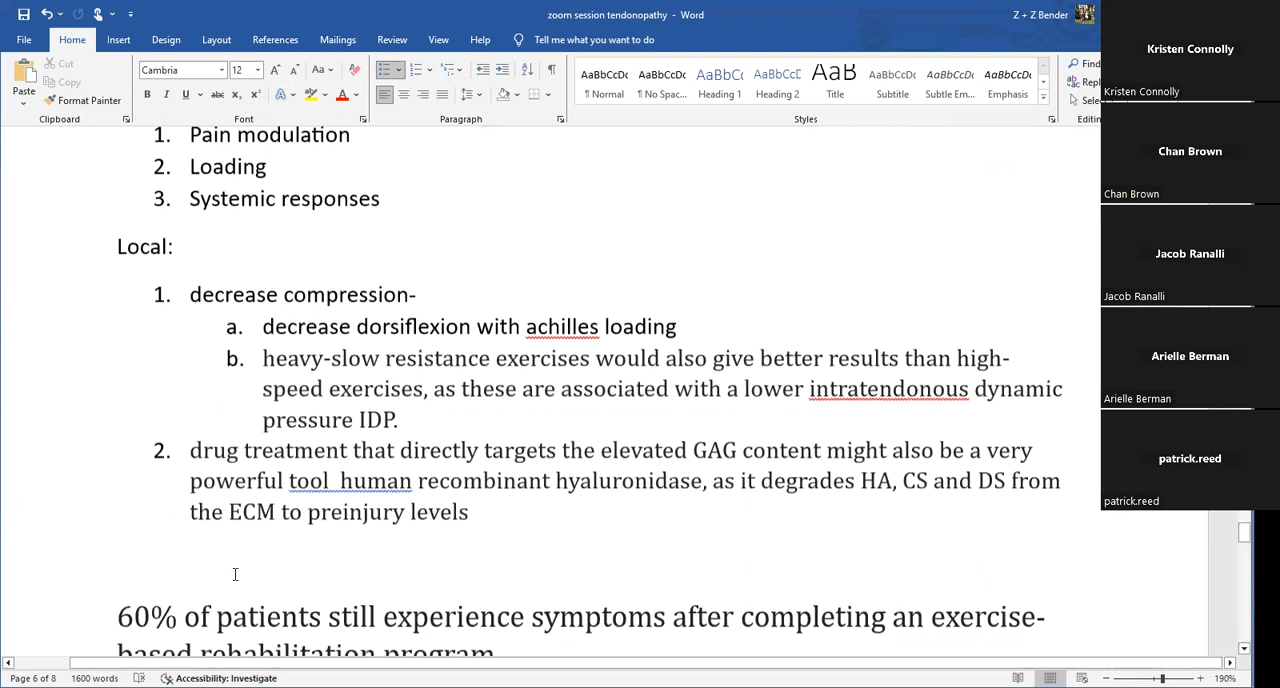 zoom session tendonopathy - Word
Z + Z Bender
File Home Insert Design Layout References Mailings Review View Help Tell me what you want to do
Paste
Cut
Copy
Format Painter
Clipboard
Cambria 12
Font
Paragraph
AaBbCcDc AaBbCcDc AaBbCc AaBbCcD AaB AaBbCcD AaBbCcDc AaBbCcDc
¶ Normal ¶ No Spac... Heading 1 Heading 2 Title Subtitle Subtle Em... Emphasis
Styles
Find
Repl
Sele
Editin
1. Pain modulation
2. Loading
3. Systemic responses
Local:
1. decrease compression-
a. decrease dorsiflexion with achilles loading
b. heavy-slow resistance exercises would also give better results than high-
speed exercises, as these are associated with a lower intratendonous dynamic
pressure IDP.
2. drug treatment that directly targets the elevated GAG content might also be a very
powerful tool  human recombinant hyaluronidase, as it degrades HA, CS and DS from
the ECM to preinjury levels
60% of patients still experience symptoms after completing an exercise-
based rehabilitation program
Page 6 of 8 1600 words Accessibility: Investigate 190%
Kristen Connolly
Kristen Connolly
Chan Brown
Chan Brown
Jacob Ranalli
Jacob Ranalli
Arielle Berman
Arielle Berman
patrick.reed
patrick.reed